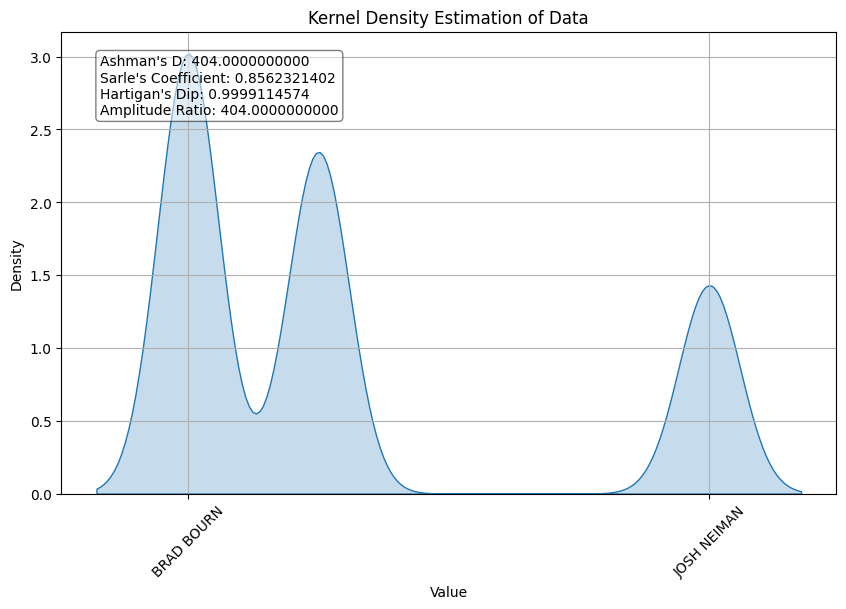 Kernel Density Estimation of Data
Ashman's D: 404.0000000000
Sarle's Coefficient: 0.8562321402
Hartigan's Dip: 0.9999114574
Amplitude Ratio: 404.0000000000
3.0
2.5
2.0
1.5
1.0
0.5
0.0
Density
BRAD BOURN
JOSH NEIMAN
Value